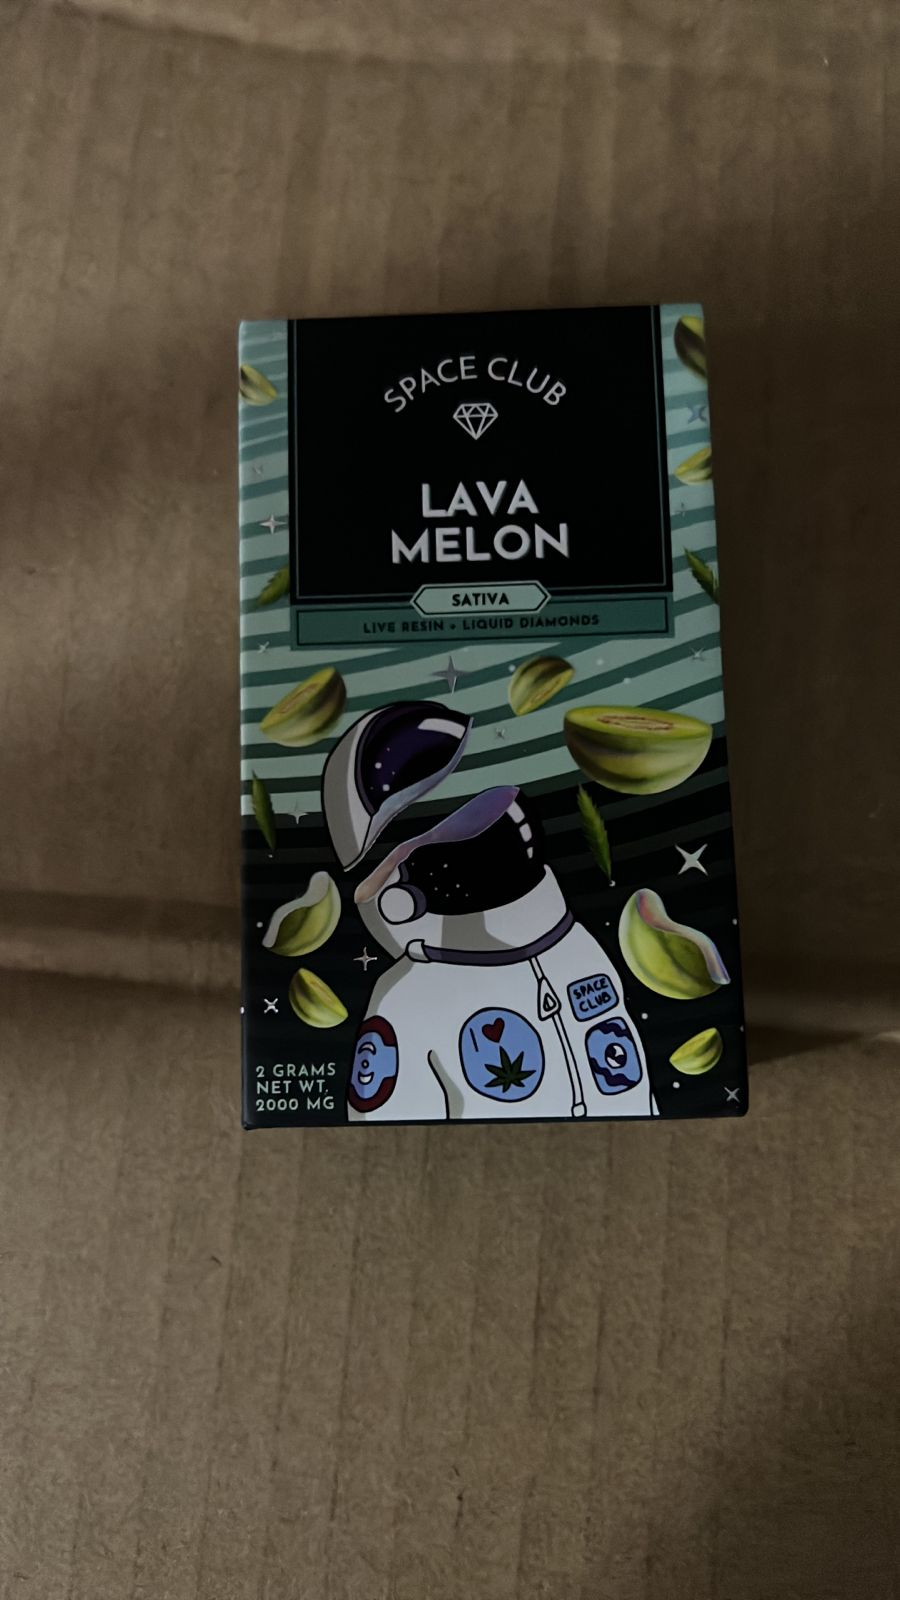 SPACE CLUB
LAVA
MELON
SATIVA
LIVE RESIN + LIQUID DIAMONDS
SPACE
CLUB
I
2 GRAMS
NET WT.
2000 MG